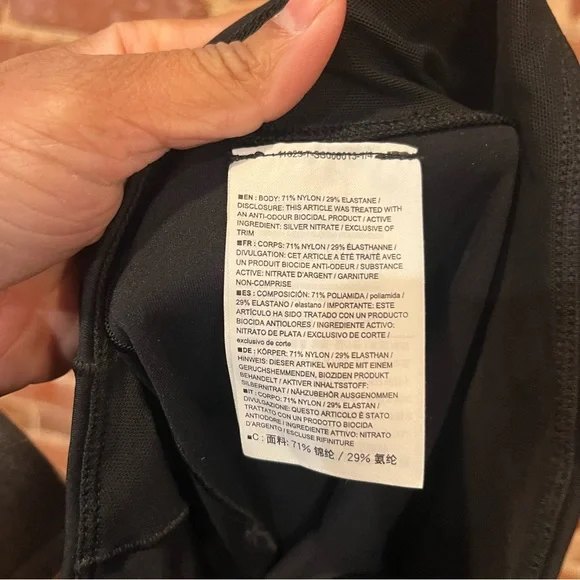 ■EN : BODY: 71% NYLON / 29% ELASTANE /
DISCLOSURE: THIS ARTICLE WAS TREATED WITH
AN ANTI-ODOUR BIOCIDAL PRODUCT / ACTIVE
INGREDIENT: SILVER NITRATE / EXCLUSIVE OF
TRIM
■FR : CORPS: 71% NYLON / 29% ÉLASTHANNE /
DIVULGATION: CET ARTICLE A ÉTÉ TRAITÉ AVEC
UN PRODUIT BIOCIDE ANTI-ODEUR / SUBSTANCE
ACTIVE: NITRATE D'ARGENT / GARNITURE
NON-COMPRISE
■ES : COMPOSICIÓN: 71% POLIAMIDA / poliamida /
29% ELASTANO / elastano / IMPORTANTE: ESTE
ARTÍCULO HA SIDO TRATADO CON UN PRODUCTO
BIOCIDA ANTIOLORES / INGREDIENTE ACTIVO:
NITRATO DE PLATA / EXCLUSIVO DE CORTE /
exclusivo de corte
■DE : KÖRPER: 71% NYLON / 29% ELASTHAN /
HINWEIS: DIESER ARTIKEL WURDE MIT EINEM
GERUCHSHEMMENDEN, BIOZIDEN PRODUKT
BEHANDELT / AKTIVER INHALTSSTOFF:
SILBERNITRAT / NÄHZUBEHÖR AUSGENOMMEN
■IT : CORPO: 71% NYLON / 29% ELASTAN /
DIVULGAZIONE: QUESTO ARTICOLO È STATO
TRATTATO CON UN PRODOTTO BIOCIDA
ANTIODORE / INGREDIENTE ATTIVO: NITRATO
D'ARGENTO / ESCLUSE RIFINITURE
■C : 面料: 71% 锦纶 / 29% 氨纶